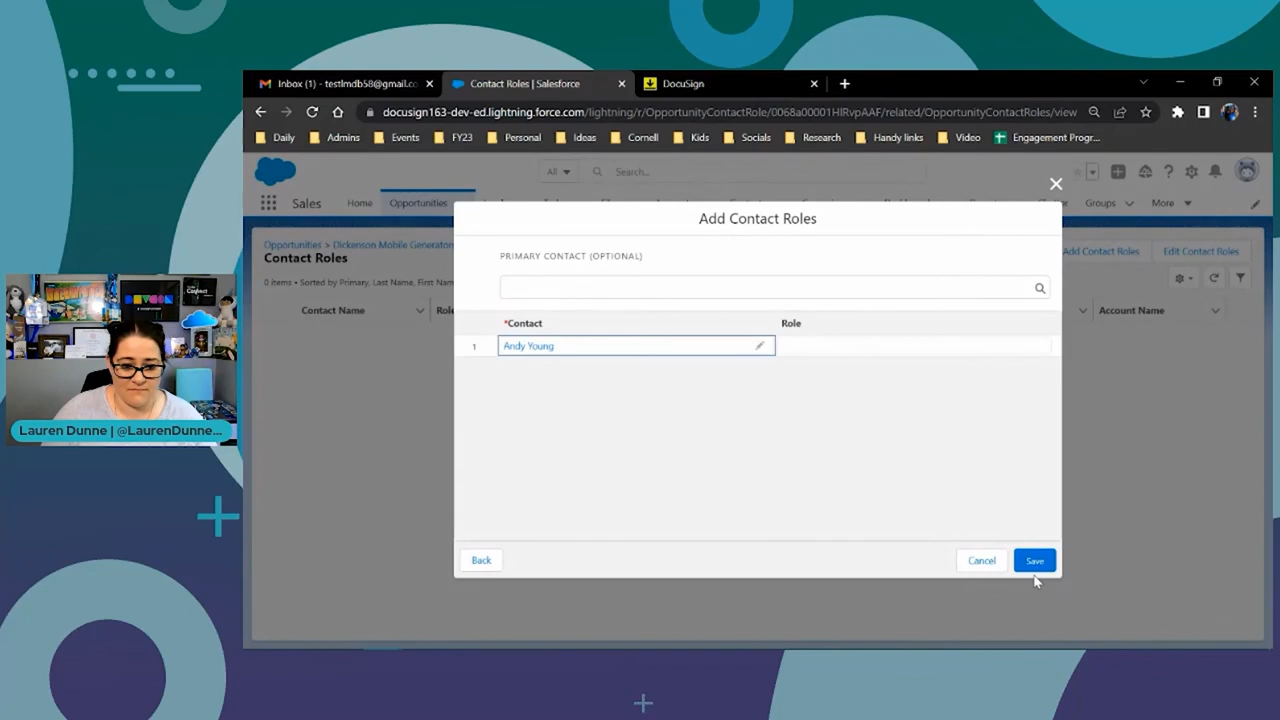 Inbox (1) - testlmdb58@gmail.co
Contact Roles | Salesforce
DocuSign
docusign163-dev-ed.lightning.force.com/lightning/r/OpportunityContactRole/0068a00001HIRvpAAF/related/OpportunityContactRoles/view
Daily
Admins
Events
FY23
Personal
Ideas
Cornell
Kids
Socials
Research
Handy links
Video
Engagement Progr...
All
Search...
Sales
Home
Opportunities
Groups
More
Add Contact Roles
Opportunities > Dickenson Mobile Generator
Contact Roles
Add Contact Roles
Edit Contact Roles
0 items • Sorted by Primary, Last Name, First Nam
Contact Name
Role
Account Name
PRIMARY CONTACT (OPTIONAL)
*Contact
Role
1
Andy Young
Back
Cancel
Save
Lauren Dunne | @LaurenDunne...